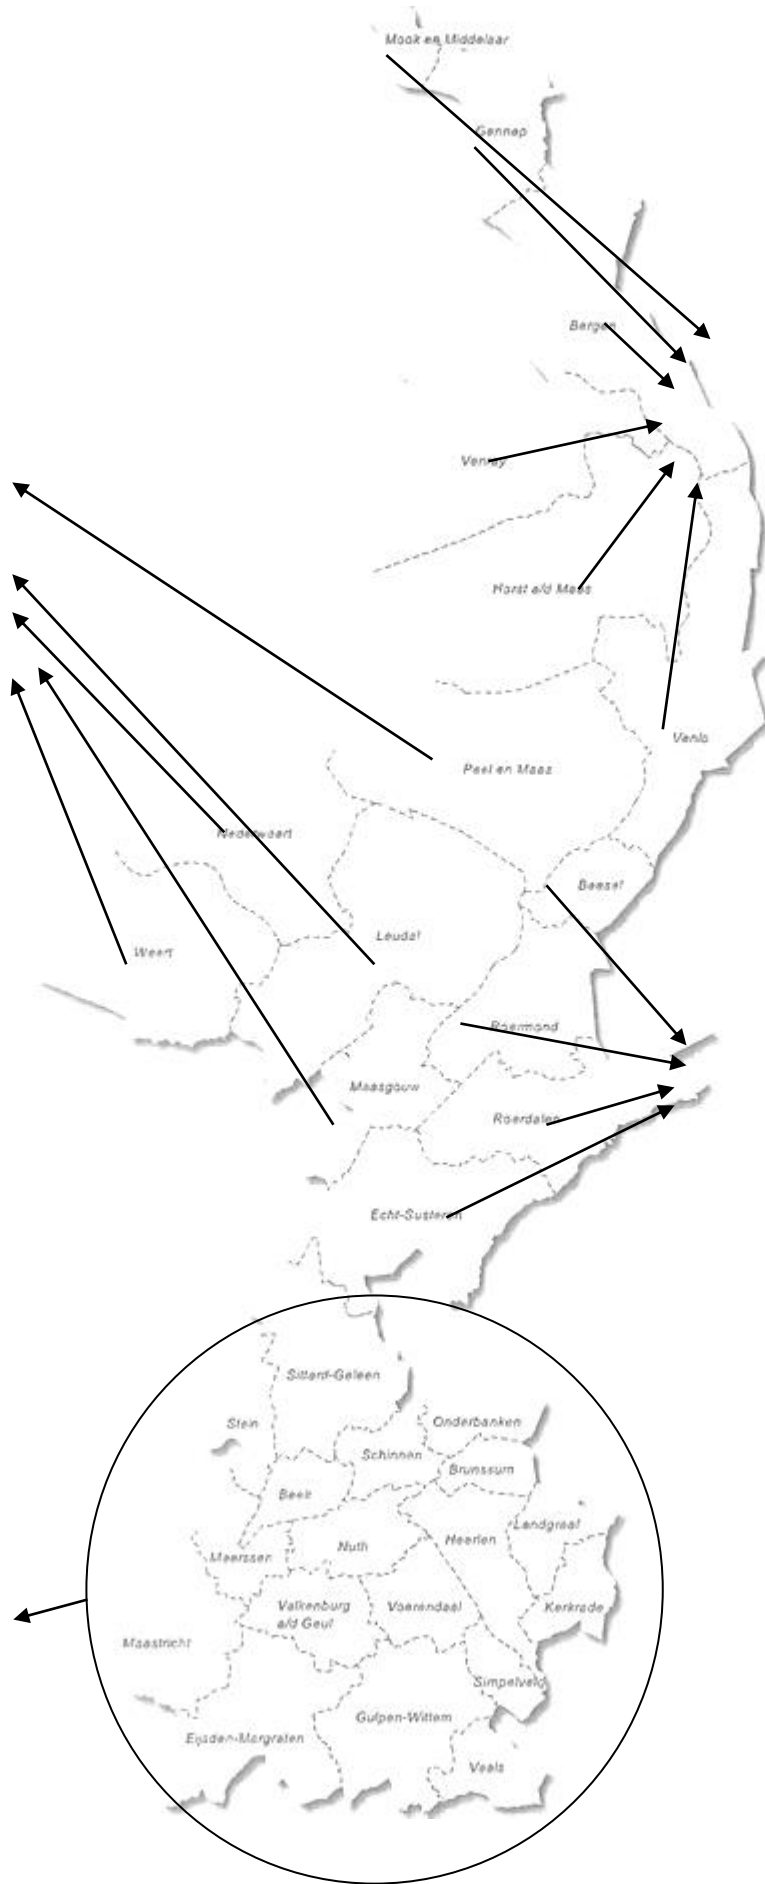 Mook en Middelaar
Gennep
Bergen
Venray
Horst a/d Maas
Venlo
Peel en Maas
Nederweert
Beesel
Leudal
Weert
Roermond
Maasgouw
Roerdalen
Echt-Susteren
Sittard-Geleen
Stein
Onderbanken
Schinnen
Brunssum
Beek
Landgraaf
Heerlen
Nuth
Meerssen
Valkenburg
a/d Geul
Voerendaal
Kerkrade
Maastricht
Simpelveld
Gulpen-Wittem
Eijsden-Margraten
Vaals